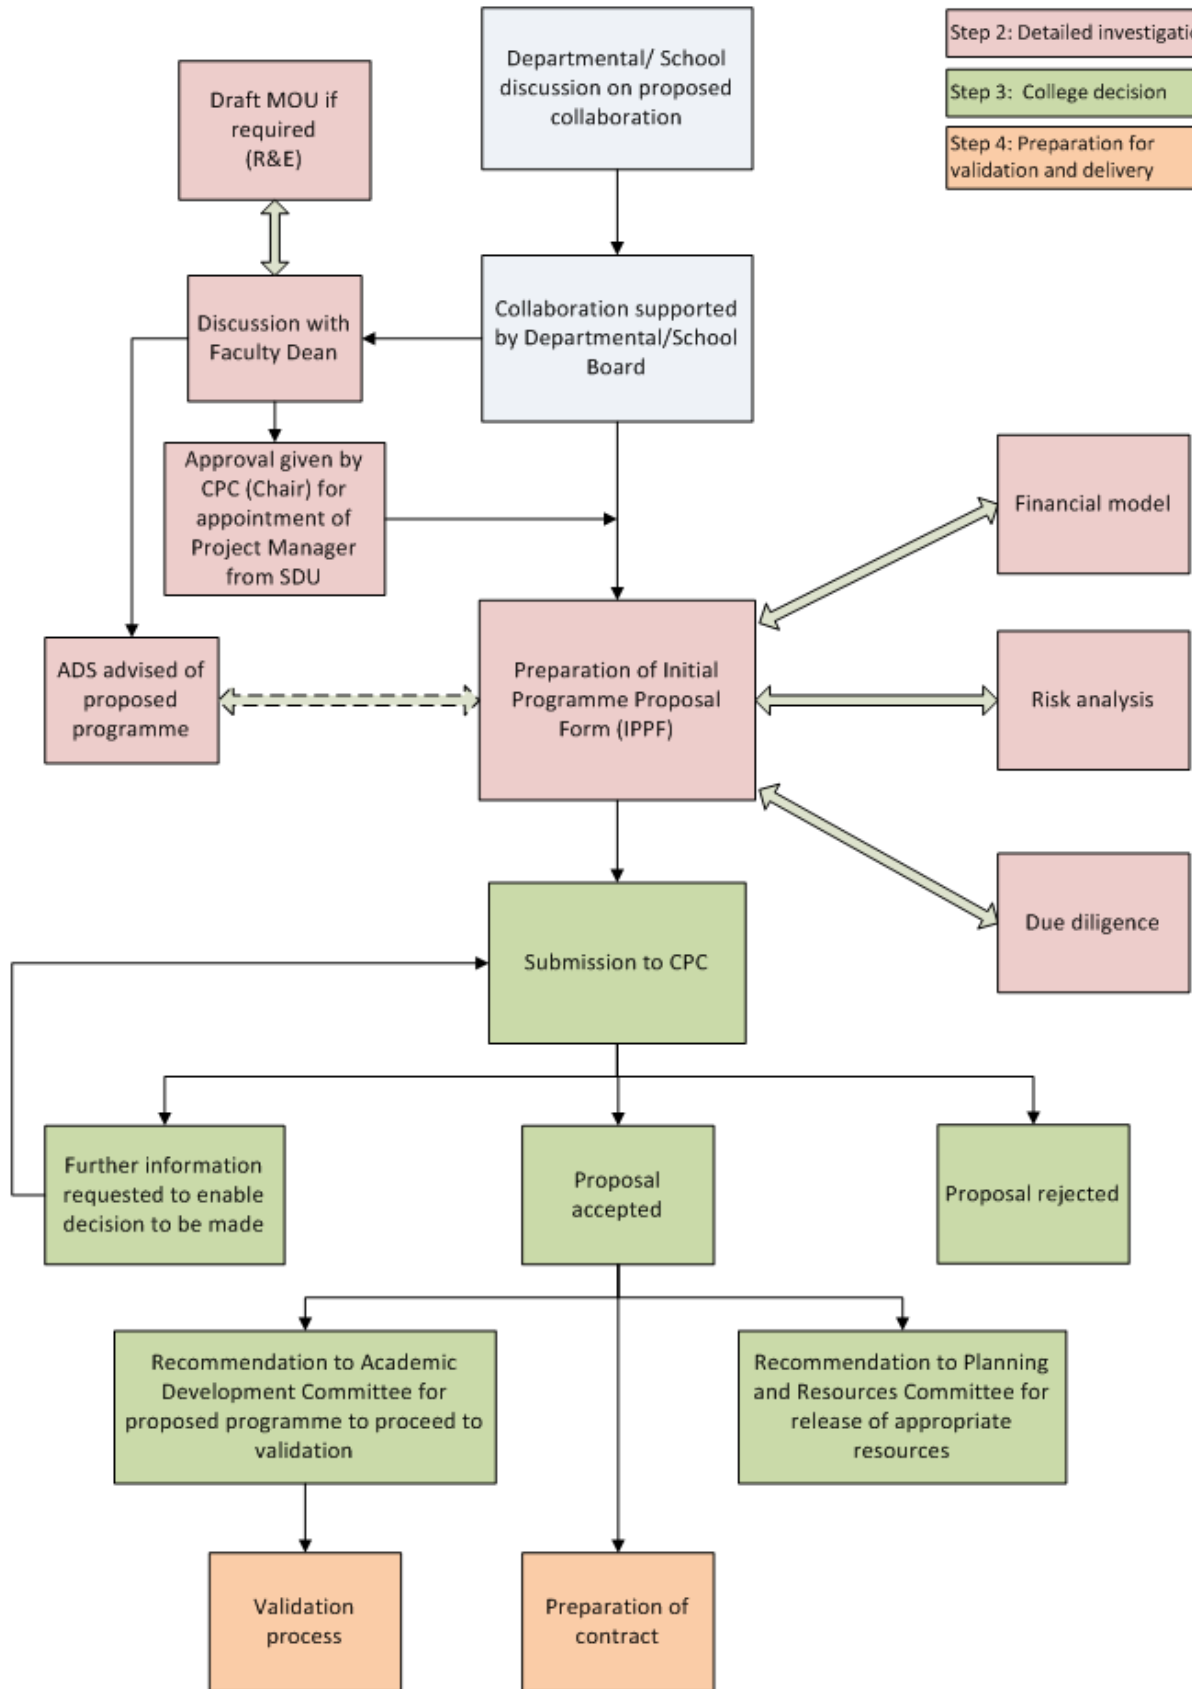 Step 2: Detailed investigati
Step 3:  College decision
Step 4: Preparation for
validation and delivery
Departmental/ School
discussion on proposed
collaboration
Draft MOU if
required
(R&E)
Collaboration supported
by Departmental/School
Board
Discussion with
Faculty Dean
Approval given by
CPC (Chair) for
appointment of
Project Manager
from SDU
Financial model
ADS advised of
proposed
programme
Preparation of Initial
Programme Proposal
Form (IPPF)
Risk analysis
Due diligence
Submission to CPC
Further information
requested to enable
decision to be made
Proposal
accepted
Proposal rejected
Recommendation to Academic
Development Committee for
proposed programme to proceed to
validation
Recommendation to Planning
and Resources Committee for
release of appropriate
resources
Validation
process
Preparation of
contract